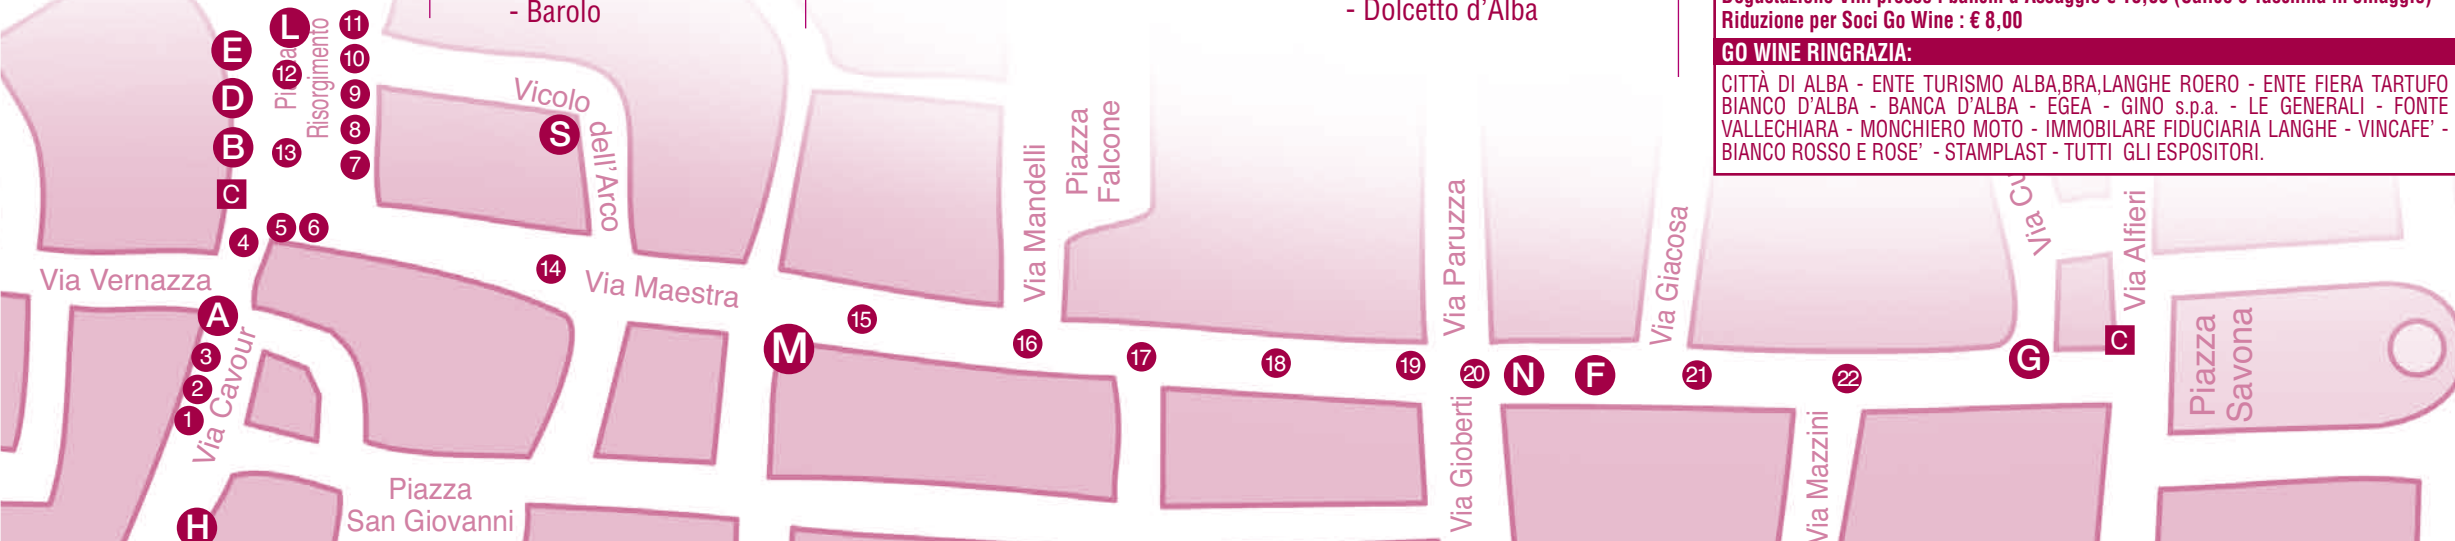 - Barolo
- Dolcetto d'Alba
Riduzione per Soci Go Wine : € 8,00
GO WINE RINGRAZIA:
CITTÀ DI ALBA - ENTE TURISMO ALBA,BRA,LANGHE ROERO - ENTE FIERA TARTUFO
BIANCO D'ALBA - BANCA D'ALBA - EGEA - GINO s.p.a. - LE GENERALI - FONTE
VALLECHIARA - MONCHIERO MOTO - IMMOBILARE FIDUCIARIA LANGHE - VINCAFE' -
BIANCO ROSSO E ROSE' - STAMPLAST - TUTTI GLI ESPOSITORI.
L
11
E
10
12
Risorgimento
D
9
8
B
13
7
C
5
6
4
Via Vernazza
A
3
2
1
Via Cavour
H
Piazza
San Giovanni
Vicolo
dell'Arco
S
14
Via Maestra
M
15
16
Via Mandelli
Piazza
Falcone
17
18
19
Via Paruzza
20
Via Gioberti
N
F
Via Giacosa
21
Via Mazzini
22
G
Via
C
Via Alfieri
Piazza
Savona